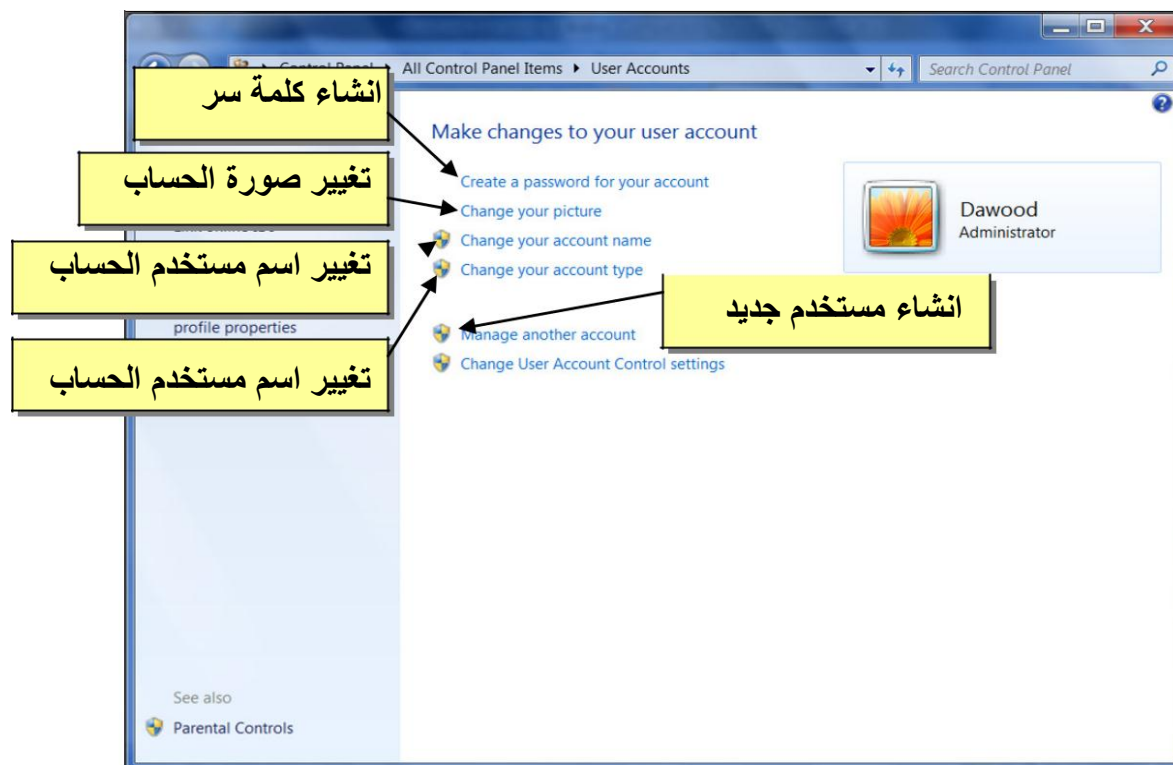 All Control Panel Items ▸ User Accounts
Search Control Panel
انشاء كلمة سر
Make changes to your user account
Create a password for your account
تغيير صورة الحساب
Change your picture
Dawood
Administrator
Change your account name
تغيير اسم مستخدم الحساب
Change your account type
انشاء مستخدم جديد
profile properties
Manage another account
تغيير اسم مستخدم الحساب
Change User Account Control settings
See also
Parental Controls